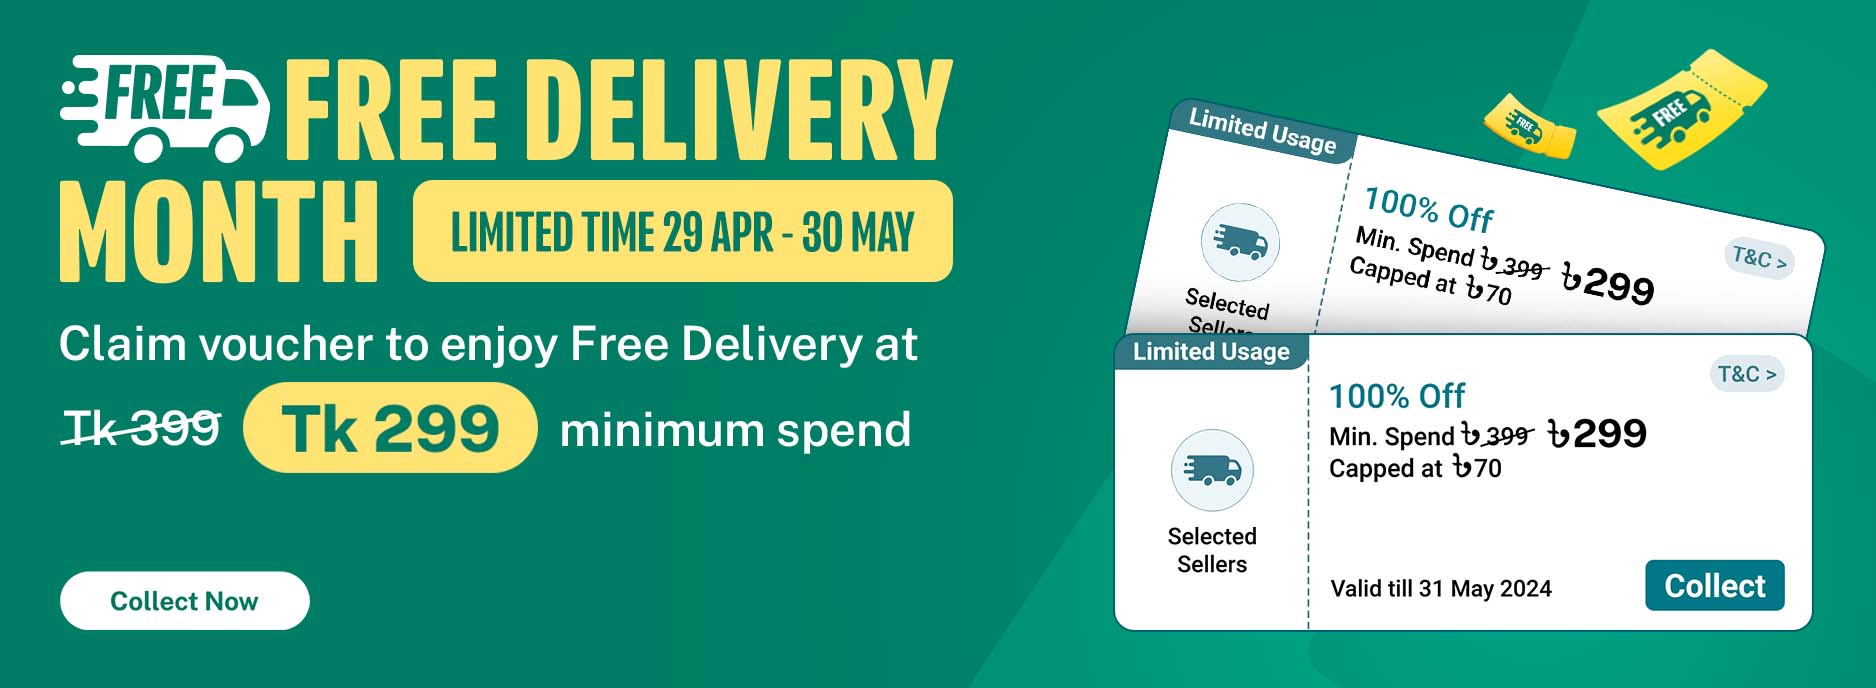 FREE
FREE DELIVERY
MONTH
LIMITED TIME 29 APR - 30 MAY
Claim voucher to enjoy Free Delivery at
Tk 399 Tk 299 minimum spend
Collect Now
FREE
FREE
Limited Usage
100% Off
Min. Spend ৳ 399 ৳299
Capped at ৳70
T&C >
Selected
Sellers
Limited Usage
T&C >
100% Off
Min. Spend ৳ 399 ৳299
Capped at ৳70
Selected
Sellers
Valid till 31 May 2024
Collect